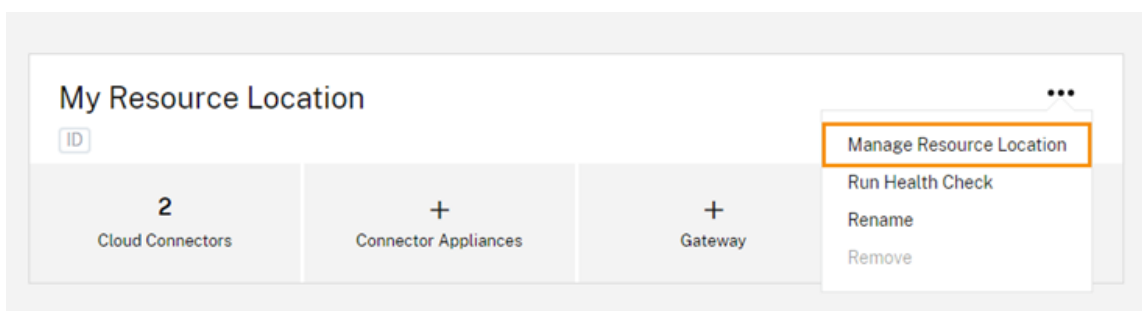 My Resource Location
•••
ID
Manage Resource Location
Run Health Check
Rename
Remove
2
Cloud Connectors
+
Connector Appliances
+
Gateway